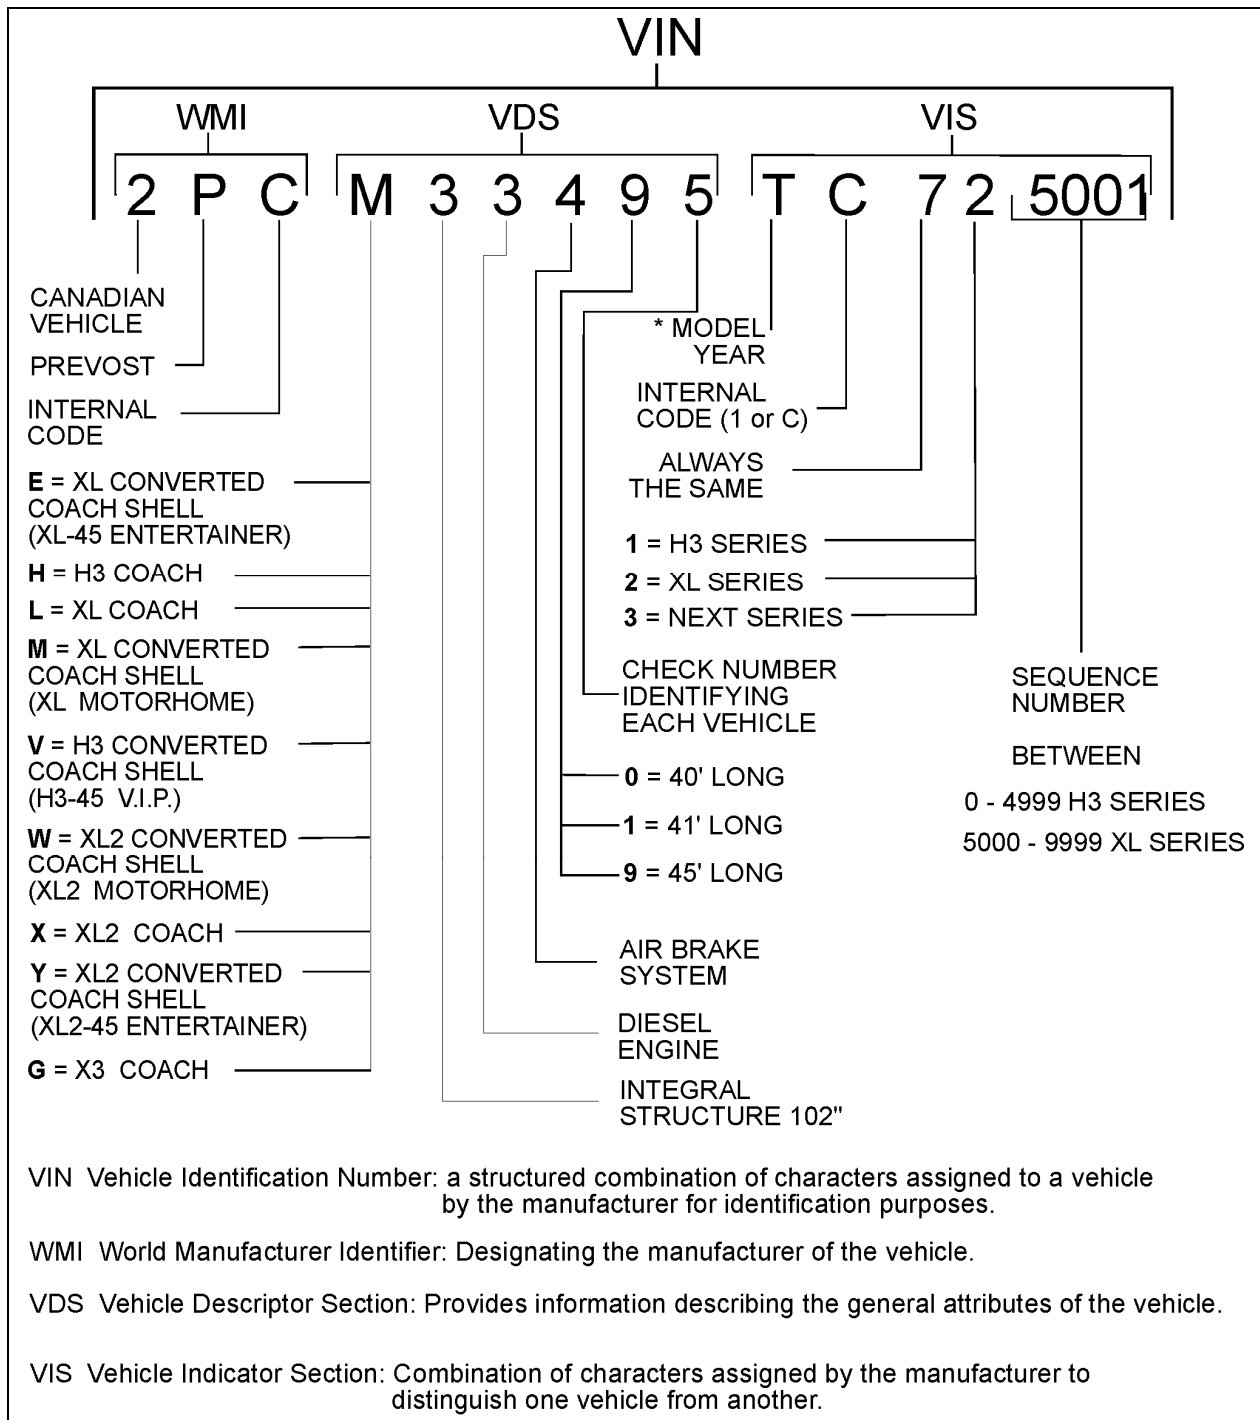 VIN
WMI VDS VIS
2 P C M 3 3 4 9 5 T C 7 2 5001
CANADIAN
VEHICLE
PREVOST
INTERNAL
CODE
E = XL CONVERTED
COACH SHELL
(XL-45 ENTERTAINER)
H = H3 COACH
L = XL COACH
M = XL CONVERTED
COACH SHELL
(XL MOTORHOME)
V = H3 CONVERTED
COACH SHELL
(H3-45 V.I.P.)
W = XL2 CONVERTED
COACH SHELL
(XL2 MOTORHOME)
X = XL2 COACH
Y = XL2 CONVERTED
COACH SHELL
(XL2-45 ENTERTAINER)
G = X3 COACH
* MODEL
YEAR
INTERNAL
CODE (1 or C)
ALWAYS
THE SAME
1 = H3 SERIES
2 = XL SERIES
3 = NEXT SERIES
CHECK NUMBER
IDENTIFYING
EACH VEHICLE
0 = 40' LONG
1 = 41' LONG
9 = 45' LONG
AIR BRAKE
SYSTEM
DIESEL
ENGINE
INTEGRAL
STRUCTURE 102"
SEQUENCE
NUMBER
BETWEEN
0 - 4999 H3 SERIES
5000 - 9999 XL SERIES
VIN Vehicle Identification Number: a structured combination of characters assigned to a vehicle
by the manufacturer for identification purposes.
WMI World Manufacturer Identifier: Designating the manufacturer of the vehicle.
VDS Vehicle Descriptor Section: Provides information describing the general attributes of the vehicle.
VIS Vehicle Indicator Section: Combination of characters assigned by the manufacturer to
distinguish one vehicle from another.